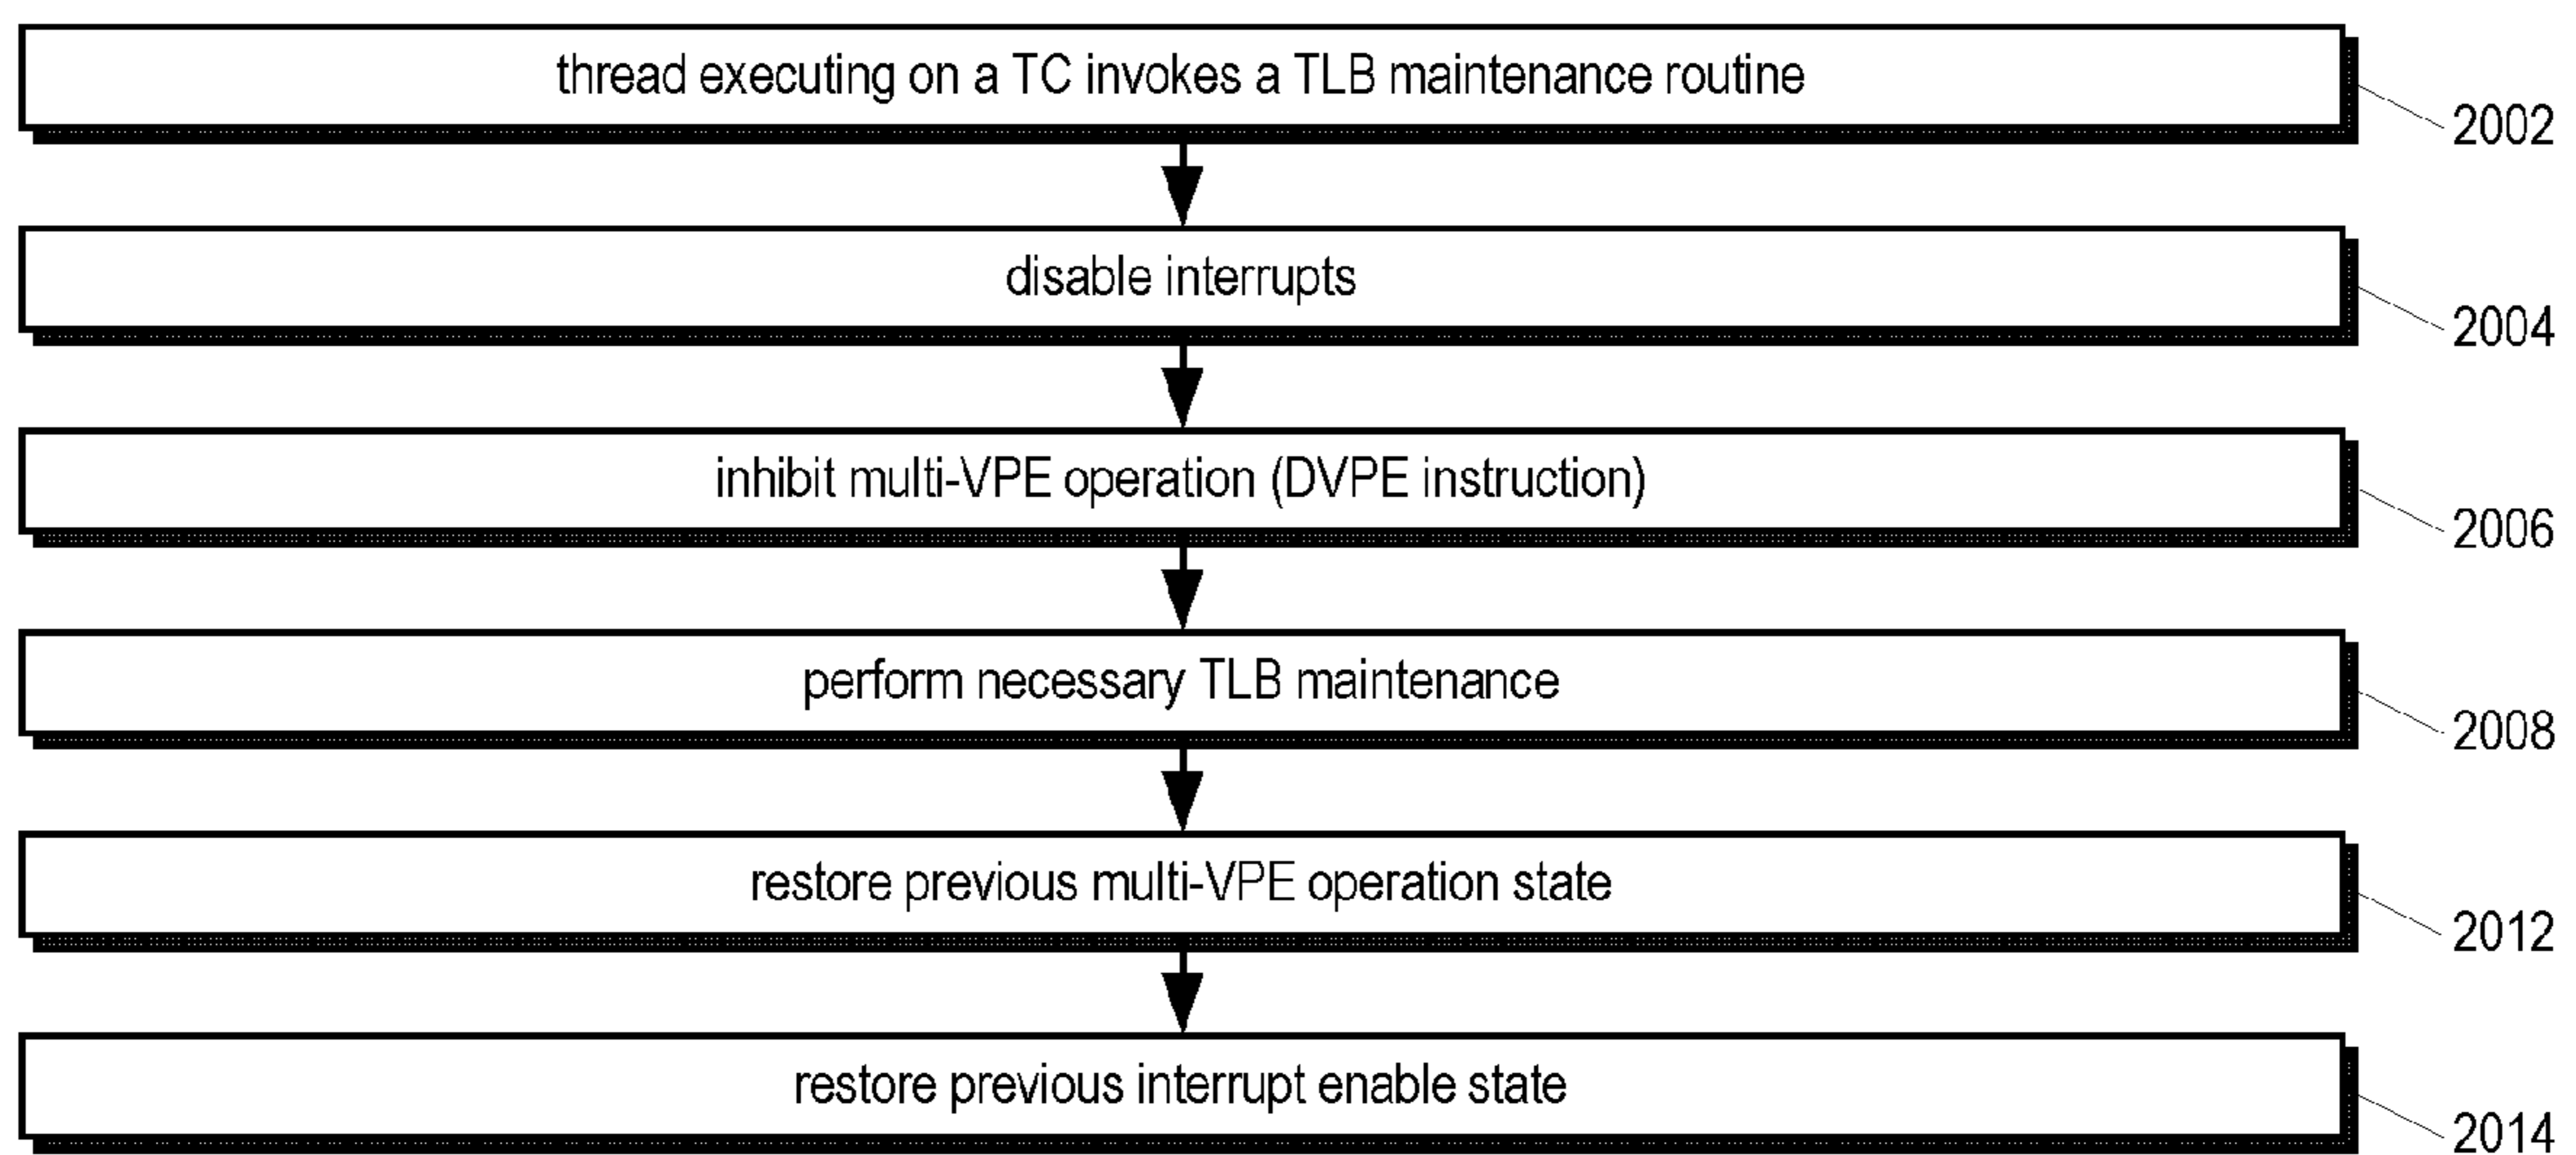 thread executing on a TC invokes a TLB maintenance routine
2002
disable interrupts
2004
inhibit multi-VPE operation (DVPE instruction)
2006
perform necessary TLB maintenance
2008
restore previous multi-VPE operation state
2012
restore previous interrupt enable state
2014